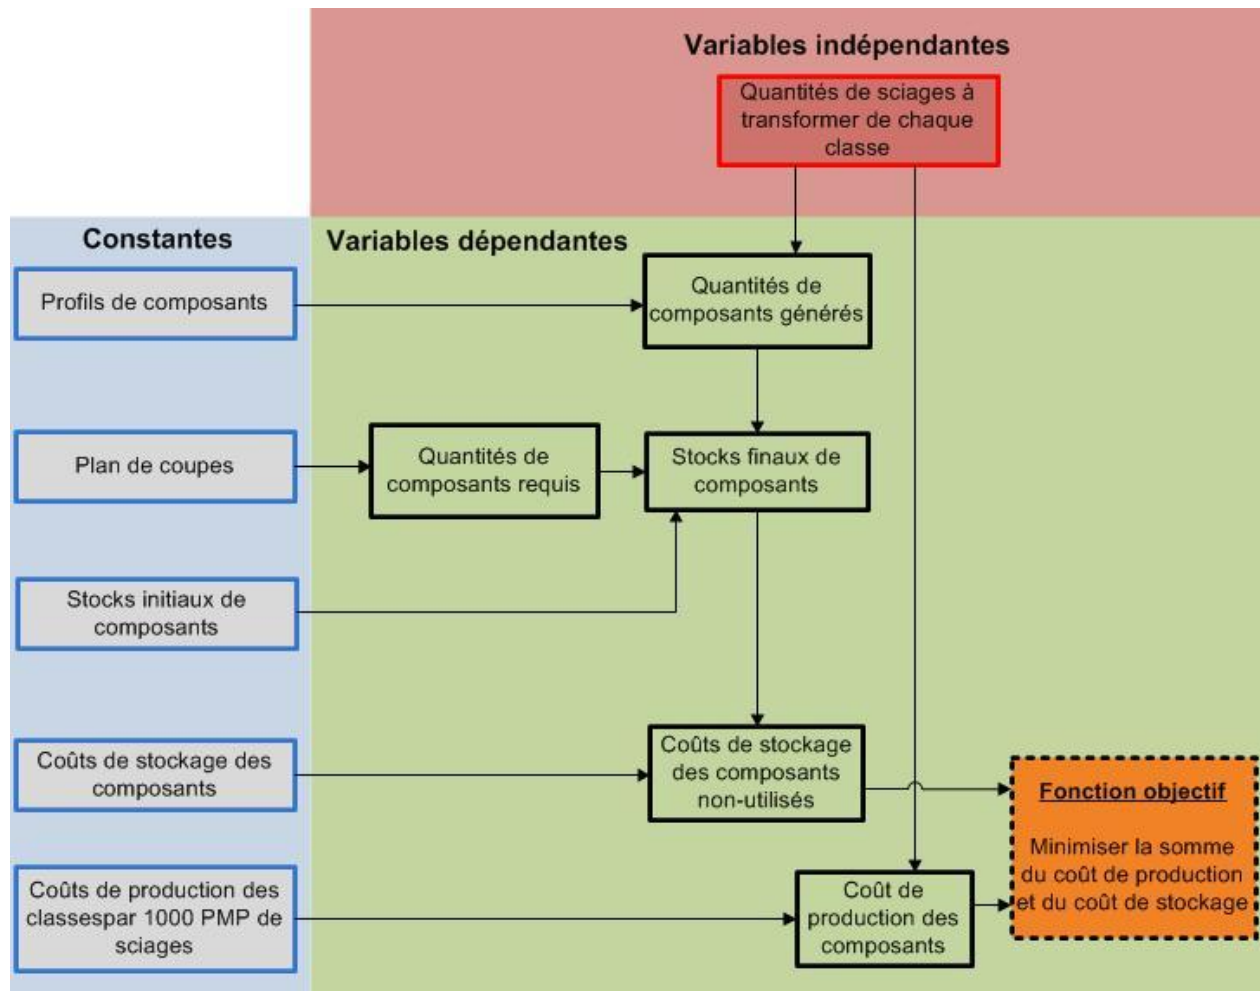 Variables indépendantes
Quantités de sciages à
transformer de chaque
classe
Constantes
Variables dépendantes
Profils de composants
Quantités de
composants générés
Plan de coupes
Quantités de
composants requis
Stocks finaux de
composants
Stocks initiaux de
composants
Coûts de stockage des
composants
Coûts de stockage
des composants
non-utilisés
Fonction objectif
Minimiser la somme
du coût de production
et du coût de stockage
Coûts de production des
classespar 1000 PMP de
sciages
Coût de
production des
composants